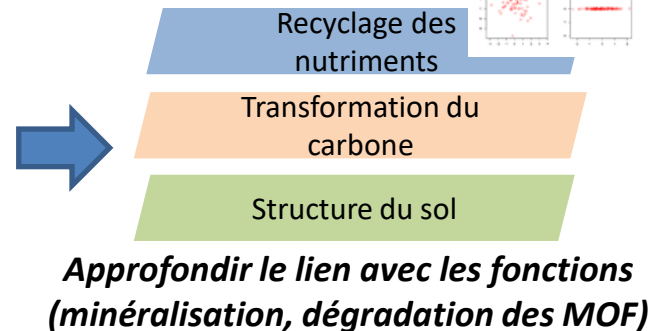 Recyclage des
nutriments
Transformation du
carbone
Structure du sol
Approfondir le lien avec les fonctions
(minéralisation, dégradation des MOF)